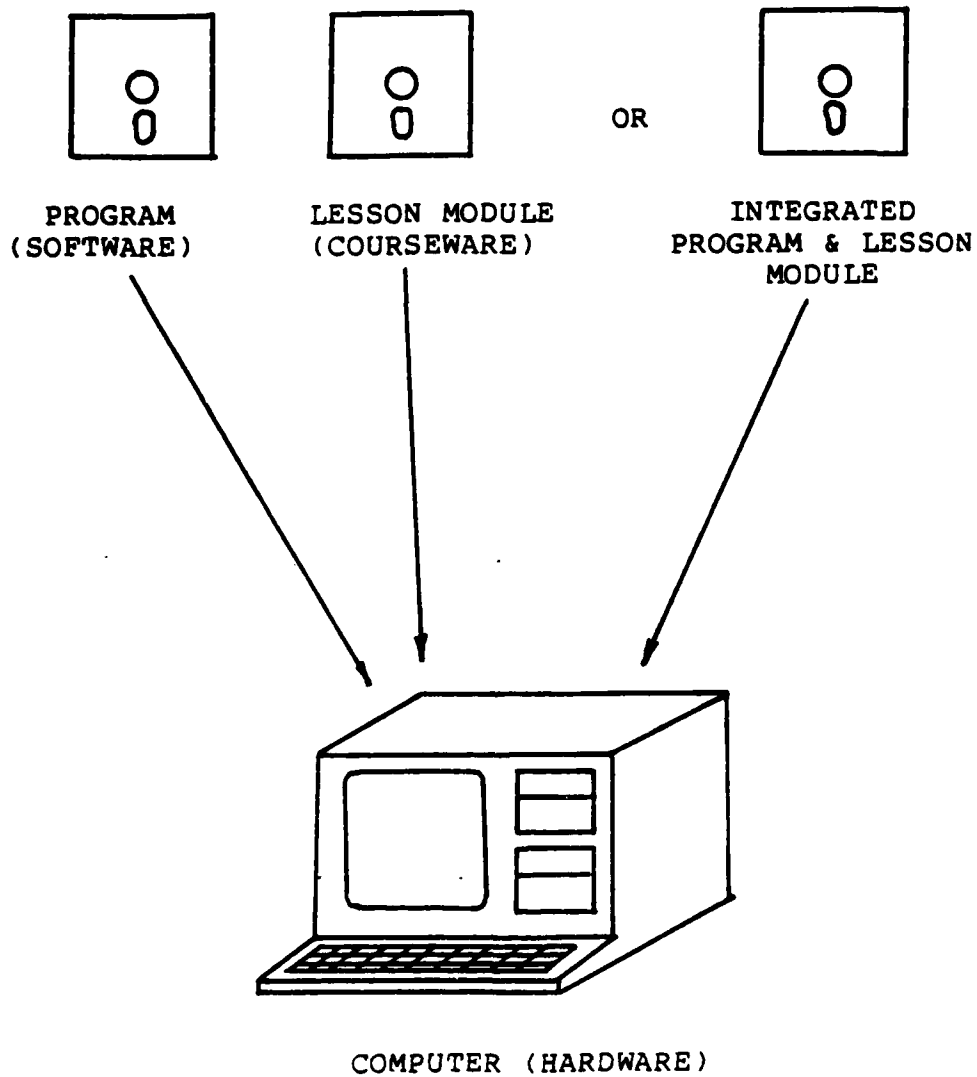 OR
PROGRAM
(SOFTWARE)
LESSON MODULE
(COURSEWARE)
INTEGRATED
PROGRAM & LESSON
MODULE
COMPUTER (HARDWARE)